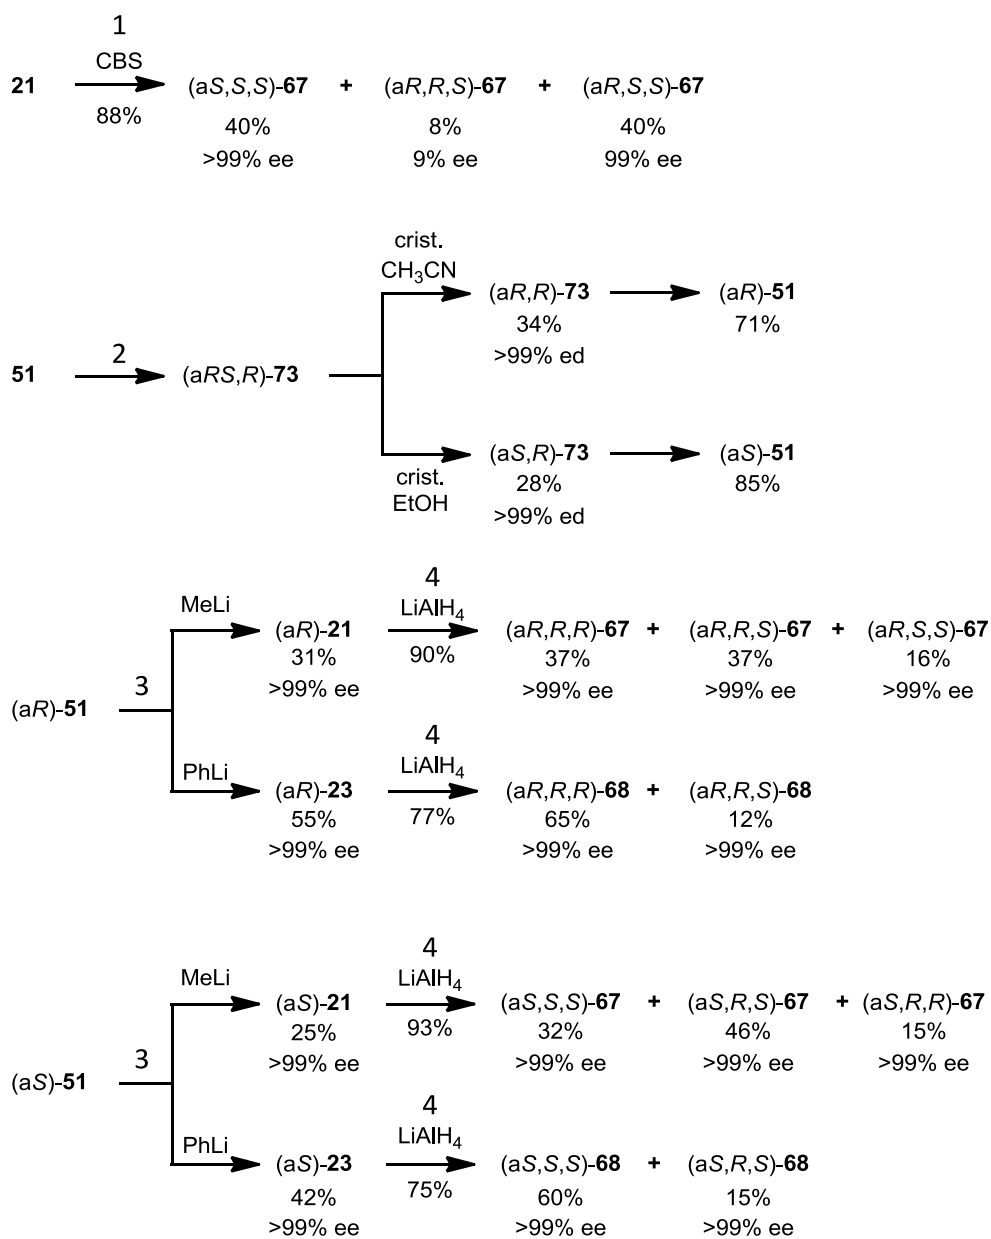 1
CBS
21 (aS,S,S)-67 + (aR,R,S)-67 + (aR,S,S)-67
88% 40% 8% 40%
>99% ee 9% ee 99% ee
crist.
CH₃CN
(aR,R)-73 (aR)-51
34% 71%
>99% ed
2
51 (aRS,R)-73
(aS,R)-73 (aS)-51
crist. 28% 85%
EtOH >99% ed
4
MeLi LiAlH₄
(aR)-21 (aR,R,R)-67 + (aR,R,S)-67 + (aR,S,S)-67
31% 90% 37% 37% 16%
>99% ee >99% ee >99% ee >99% ee
3
(aR)-51
4
PhLi LiAlH₄
(aR)-23 (aR,R,R)-68 + (aR,R,S)-68
55% 77% 65% 12%
>99% ee >99% ee >99% ee
4
MeLi LiAlH₄
(aS)-21 (aS,S,S)-67 + (aS,R,S)-67 + (aS,R,R)-67
25% 93% 32% 46% 15%
>99% ee >99% ee >99% ee >99% ee
3
(aS)-51
4
PhLi LiAlH₄
(aS)-23 (aS,S,S)-68 + (aS,R,S)-68
42% 75% 60% 15%
>99% ee >99% ee >99% ee